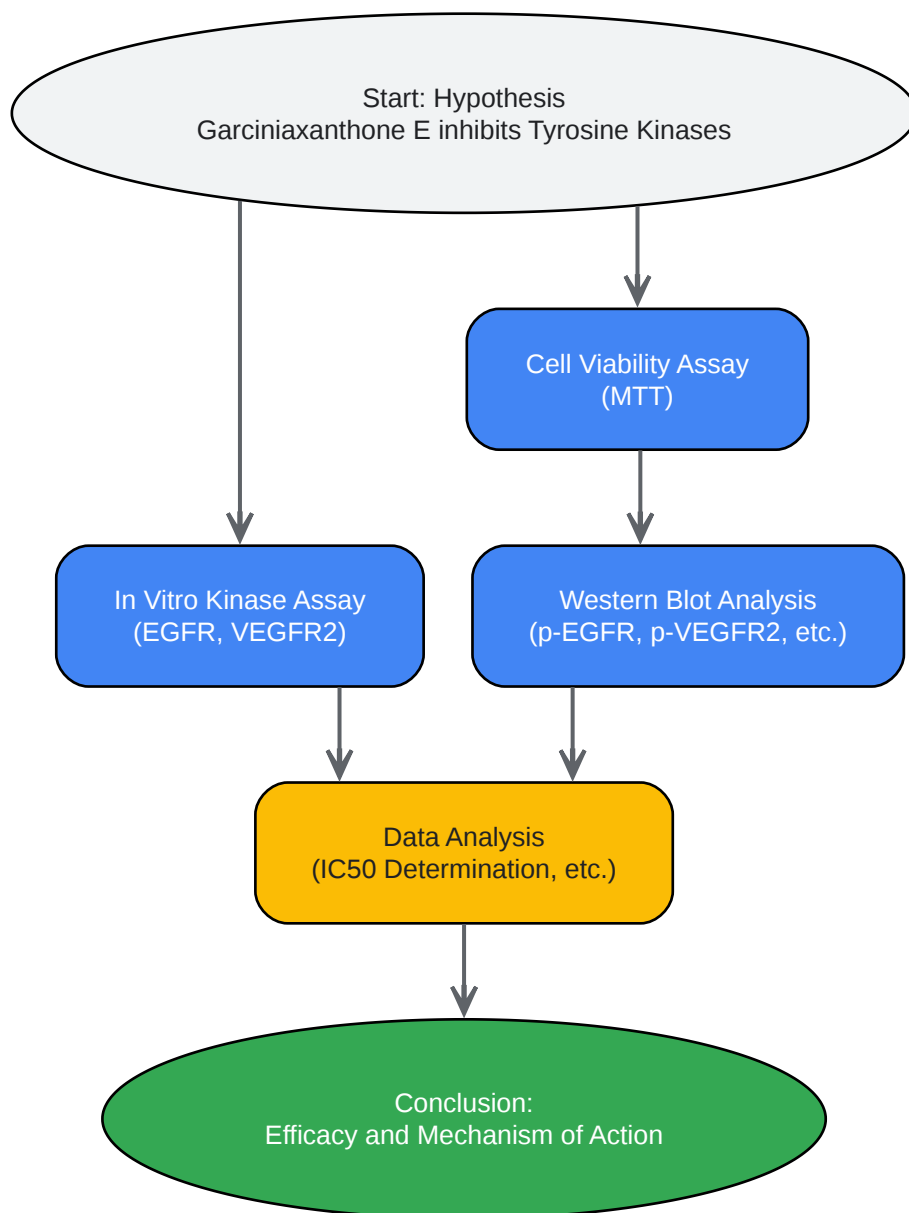 Start: Hypothesis
Garciniaxanthone E inhibits Tyrosine Kinases
Cell Viability Assay
(MTT)
In Vitro Kinase Assay
(EGFR, VEGFR2)
Western Blot Analysis
(p-EGFR, p-VEGFR2, etc.)
Data Analysis
(IC50 Determination, etc.)
Conclusion:
Efficacy and Mechanism of Action